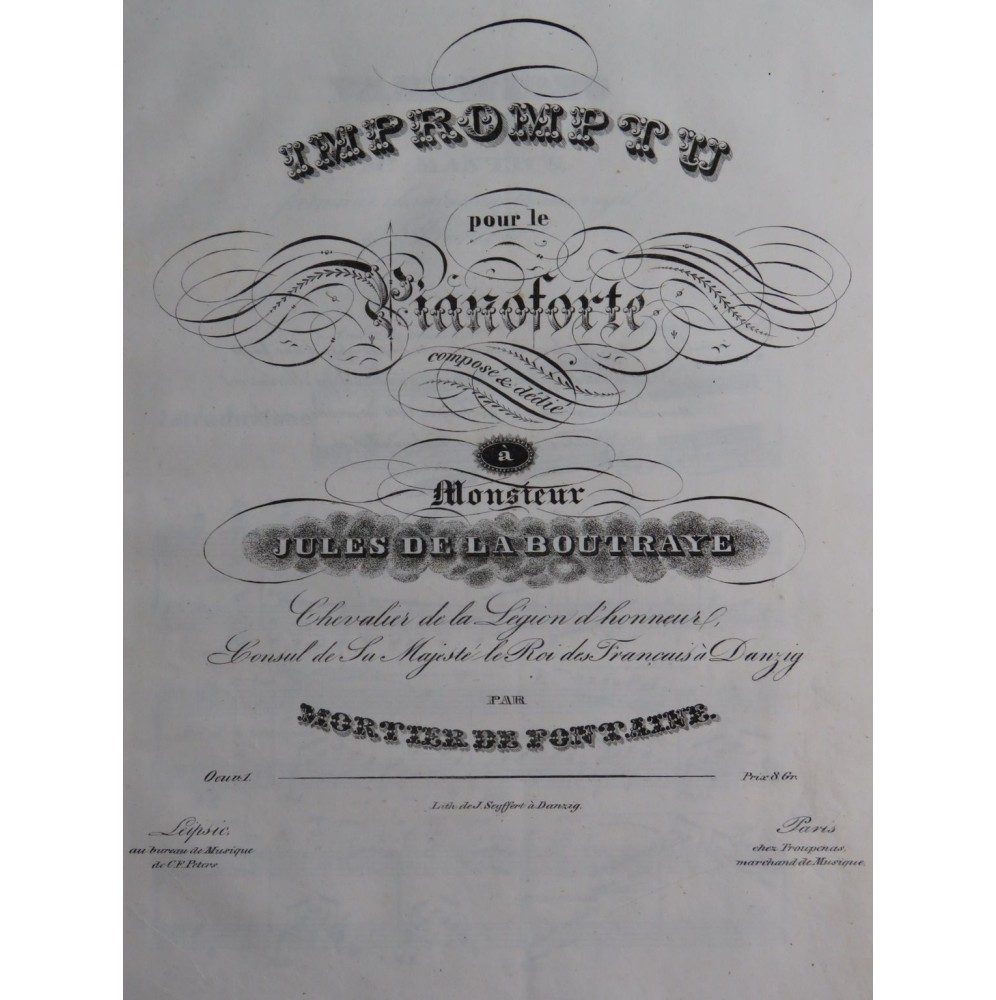 IMPROMPTU
pour le
Pianoforte
composé & dédié
à
Monsieur
JULES DE LA BOUTRAYE
Chevalier de la Légion d'honneur,
Consul de Sa Majesté le Roi des Français à Danzig
PAR
MORTIER DE FONTAINE.
Oeuv. 1. Prix 8 Gr.
Lith. de J. Seyffert à Danzig.
Leipsic,
au bureau de Musique
de C. F. Peters
Paris
chez Troupenas,
marchand de Musique.